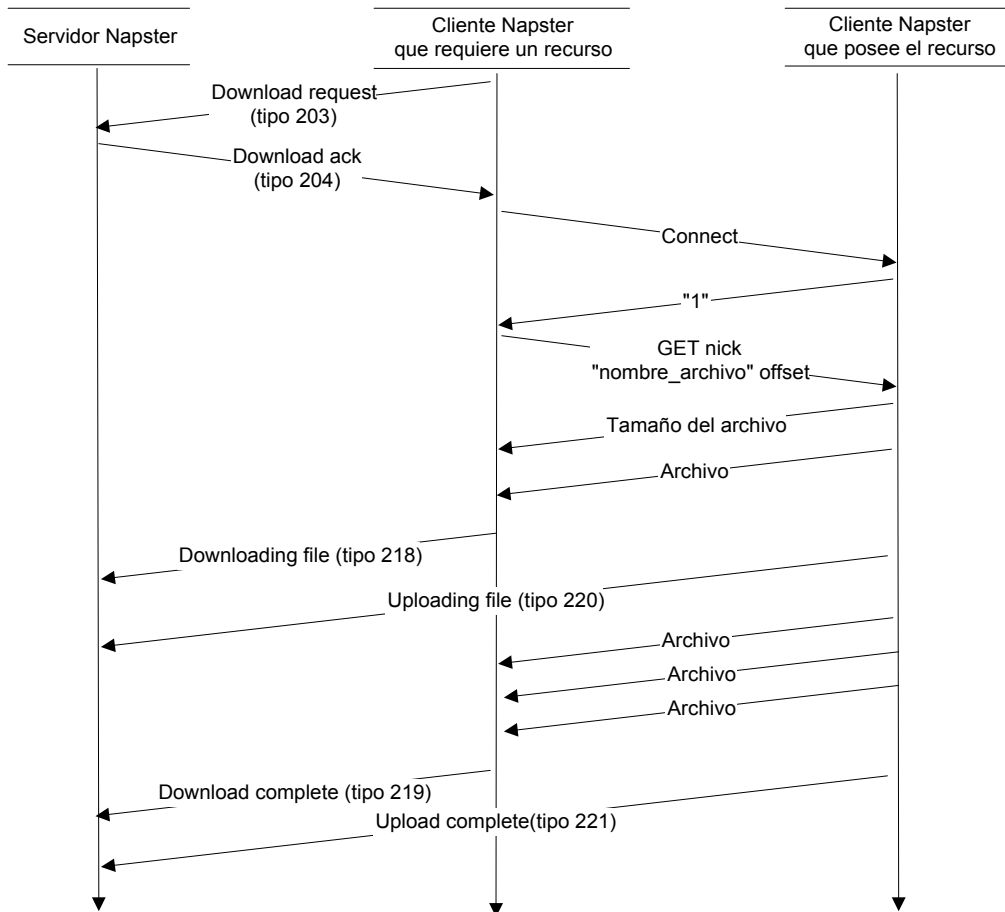 Servidor Napster
Cliente Napster
que requiere un recurso
Cliente Napster
que posee el recurso
Download request
(tipo 203)
Download ack
(tipo 204)
Connect
"1"
GET nick
"nombre_archivo" offset
Tamaño del archivo
Archivo
Downloading file (tipo 218)
Uploading file (tipo 220)
Archivo
Archivo
Archivo
Download complete (tipo 219)
Upload complete(tipo 221)